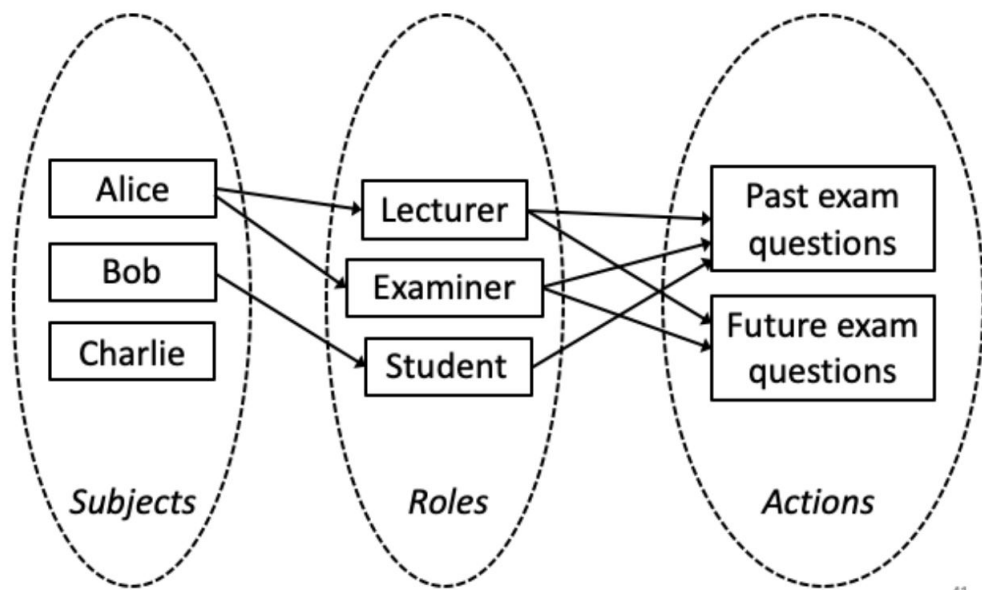 Alice
Bob
Charlie
Subjects
Lecturer
Examiner
Student
Roles
Past exam
questions
Future exam
questions
Actions